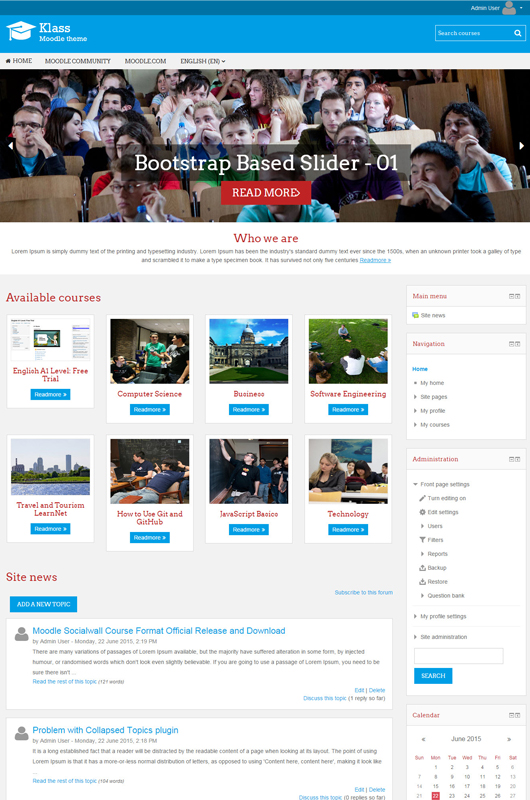 Admin User
Klass
Moodle theme
Search courses
HOME MOODLE COMMUNITY MOODLE.COM ENGLISH (EN)
Bootstrap Based Slider - 01
READ MORE>
Who we are
Lorem Ipsum is simply dummy text of the printing and typesetting industry. Lorem Ipsum has been the industry's standard dummy text ever since the 1500s, when an unknown printer took a galley of type
and scrambled it to make a type specimen book. It has survived not only five centuries Readmore »
Available courses
English A1 Level: Free
Trial
Readmore »
Computer Science
Readmore »
Business
Readmore »
Software Engineering
Readmore »
Travel and Tourism
LearnNet
Readmore »
How to Use Git and
GitHub
Readmore »
JavaScript Basics
Readmore »
Technology
Readmore »
Site news
Subscribe to this forum
ADD A NEW TOPIC
Moodle Socialwall Course Format Official Release and Download
by Admin User - Monday, 22 June 2015, 2:19 PM
There are many variations of passages of Lorem Ipsum available, but the majority have suffered alteration in some form, by injected
humour, or randomised words which don't look even slightly believable. If you are going to use a passage of Lorem Ipsum, you need to be
sure there isn't ...
Read the rest of this topic (121 words)
Edit | Delete
Discuss this topic (1 reply so far)
Problem with Collapsed Topics plugin
by Admin User - Monday, 22 June 2015, 2:16 PM
It is a long established fact that a reader will be distracted by the readable content of a page when looking at its layout. The point of using
Lorem Ipsum is that it has a more-or-less normal distribution of letters, as opposed to using 'Content here, content here', making it look like
...
Read the rest of this topic (104 words)
Edit | Delete
Discuss this topic (1 reply so far)
Main menu
Site news
Navigation
Home
My home
Site pages
My profile
My courses
Administration
Front page settings
Turn editing on
Edit settings
Users
Filters
Reports
Backup
Restore
Question bank
My profile settings
Site administration
SEARCH
Calendar
« June 2015 »
Sun Mon Tue Wed Thu Fri Sat
1 2 3 4 5 6
7 8 9 10 11 12 13
14 15 16 17 18 19 20
21 22 23 24 25 26 27